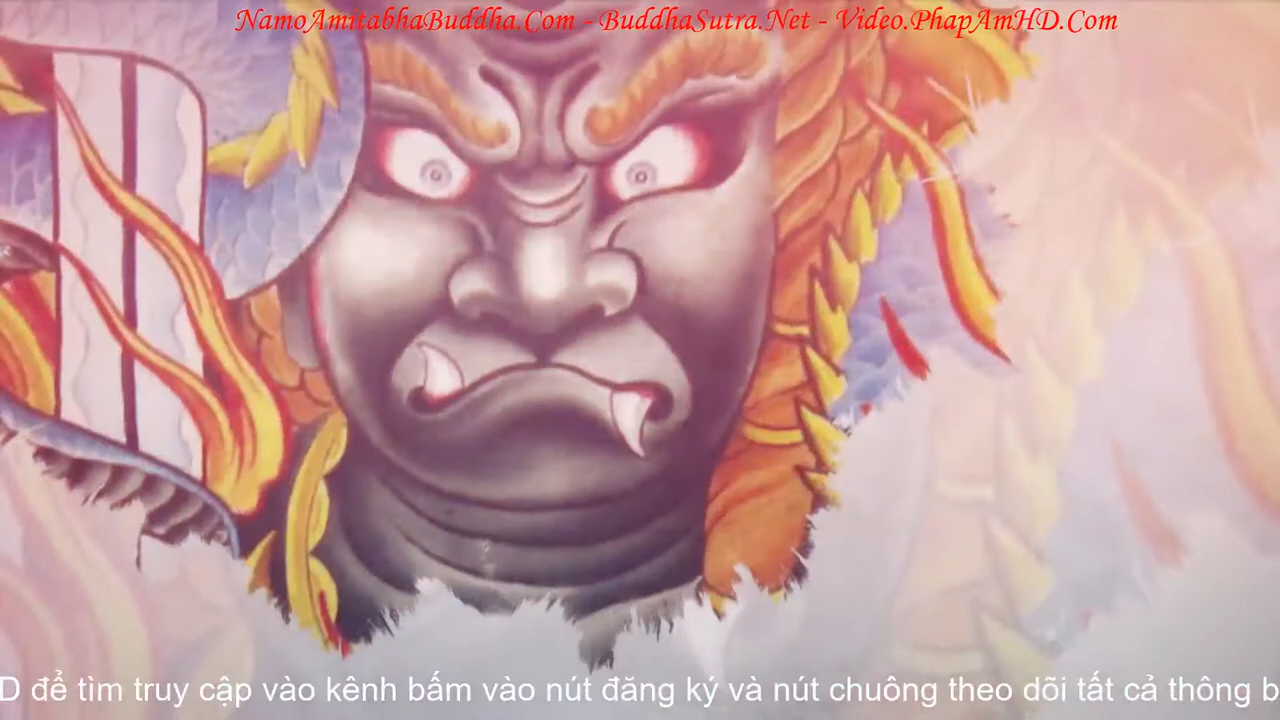 NamoAmitabhaBuddha.Com - BuddhaSutra.Net - Video.PhapAmHD.Com
D để tìm truy cập vào kênh bấm vào nút đăng ký và nút chuông theo dõi tất cả thông b